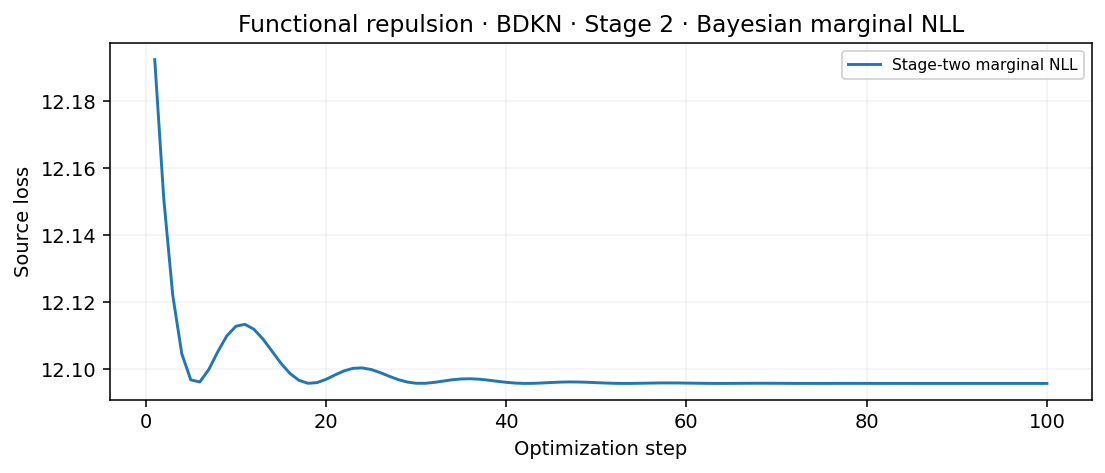 Functional repulsion · BDKN · Stage 2 · Bayesian marginal NLL
Stage-two marginal NLL
Source loss
12.18
12.16
12.14
12.12
12.10
0 20 40 60 80 100
Optimization step